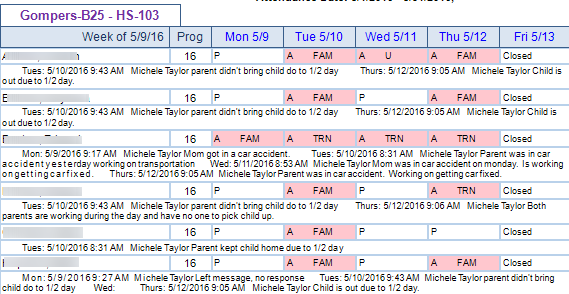 Gompers-B25 - HS-103
Week of 5/9/16 Prog Mon 5/9 Tue 5/10 Wed 5/11 Thu 5/12 Fri 5/13
16 P A FAM A U A FAM Closed
Tues: 5/10/2016 9:43 AM Michele Taylor parent didn't bring child do to 1/2 day Thurs: 5/12/2016 9:05 AM Michele Taylor Child is
out due to 1/2 day.
16 P A FAM P A FAM Closed
Tues: 5/10/2016 9:43 AM Michele Taylor parent didn't bring child do to 1/2 day Thurs: 5/12/2016 9:05 AM Michele Taylor Child is
out due to 1/2 day.
16 A FAM A TRN A TRN A TRN Closed
Mon: 5/9/2016 9:17 AM Michele Taylor Mom got in a car accident. Tues: 5/10/2016 8:31 AM Michele Taylor Parent was in car
accident yesterday working on transportation Wed: 5/11/2016 8:53 AM Michele Taylor Mom was in car accident on monday. Is working
on getting car fixed. Thurs: 5/12/2016 9:05 AM Michele Taylor Parent was in car accident. Working on getting car fixed.
16 P A FAM P A TRN Closed
Tues: 5/10/2016 9:43 AM Michele Taylor parent didn't bring child do to 1/2 day Thurs: 5/12/2016 9:06 AM Michele Taylor Both
parents are working during the day and have no one to pick child up.
16 P A FAM P P Closed
Tues: 5/10/2016 8:31 AM Michele Taylor Parent kept child home due to 1/2 day
16 P A FAM P A FAM Closed
Mon: 5/9/2016 9:27 AM Michele Taylor Left message, no response Tues: 5/10/2016 9:43 AM Michele Taylor parent didn't bring
child do to 1/2 day Wed: Thurs: 5/12/2016 9:05 AM Michele Taylor Child is out due to 1/2 day.